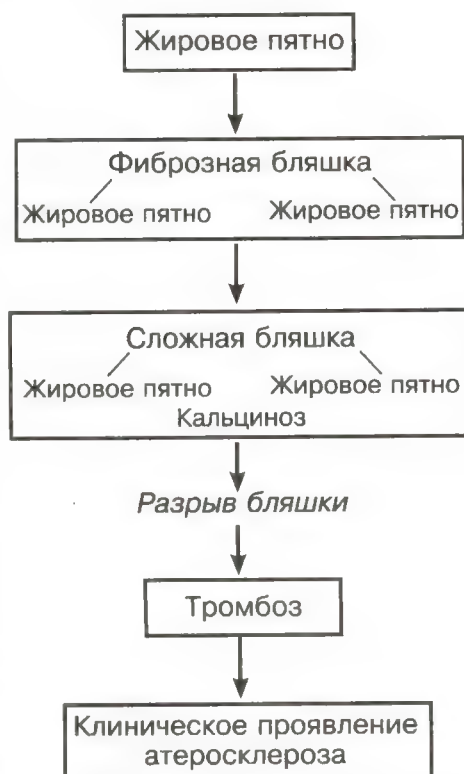 Жировое пятно
Фиброзная бляшка
Жировое пятно Жировое пятно
Сложная бляшка
Жировое пятно Жировое пятно
Кальциноз
Разрыв бляшки
Тромбоз
Клиническое проявление
атеросклероза